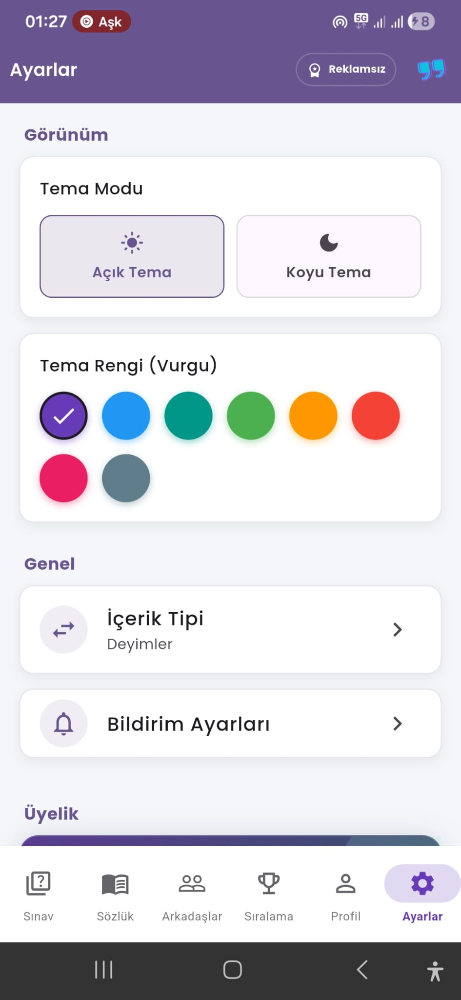 01:27 Aşk 5G 8
Ayarlar Reklamsız
Görünüm
Tema Modu
Açık Tema Koyu Tema
Tema Rengi (Vurgu)
Genel
İçerik Tipi
Deyimler
Bildirim Ayarları
Üyelik
Sınav Sözlük Arkadaşlar Sıralama Profil Ayarlar